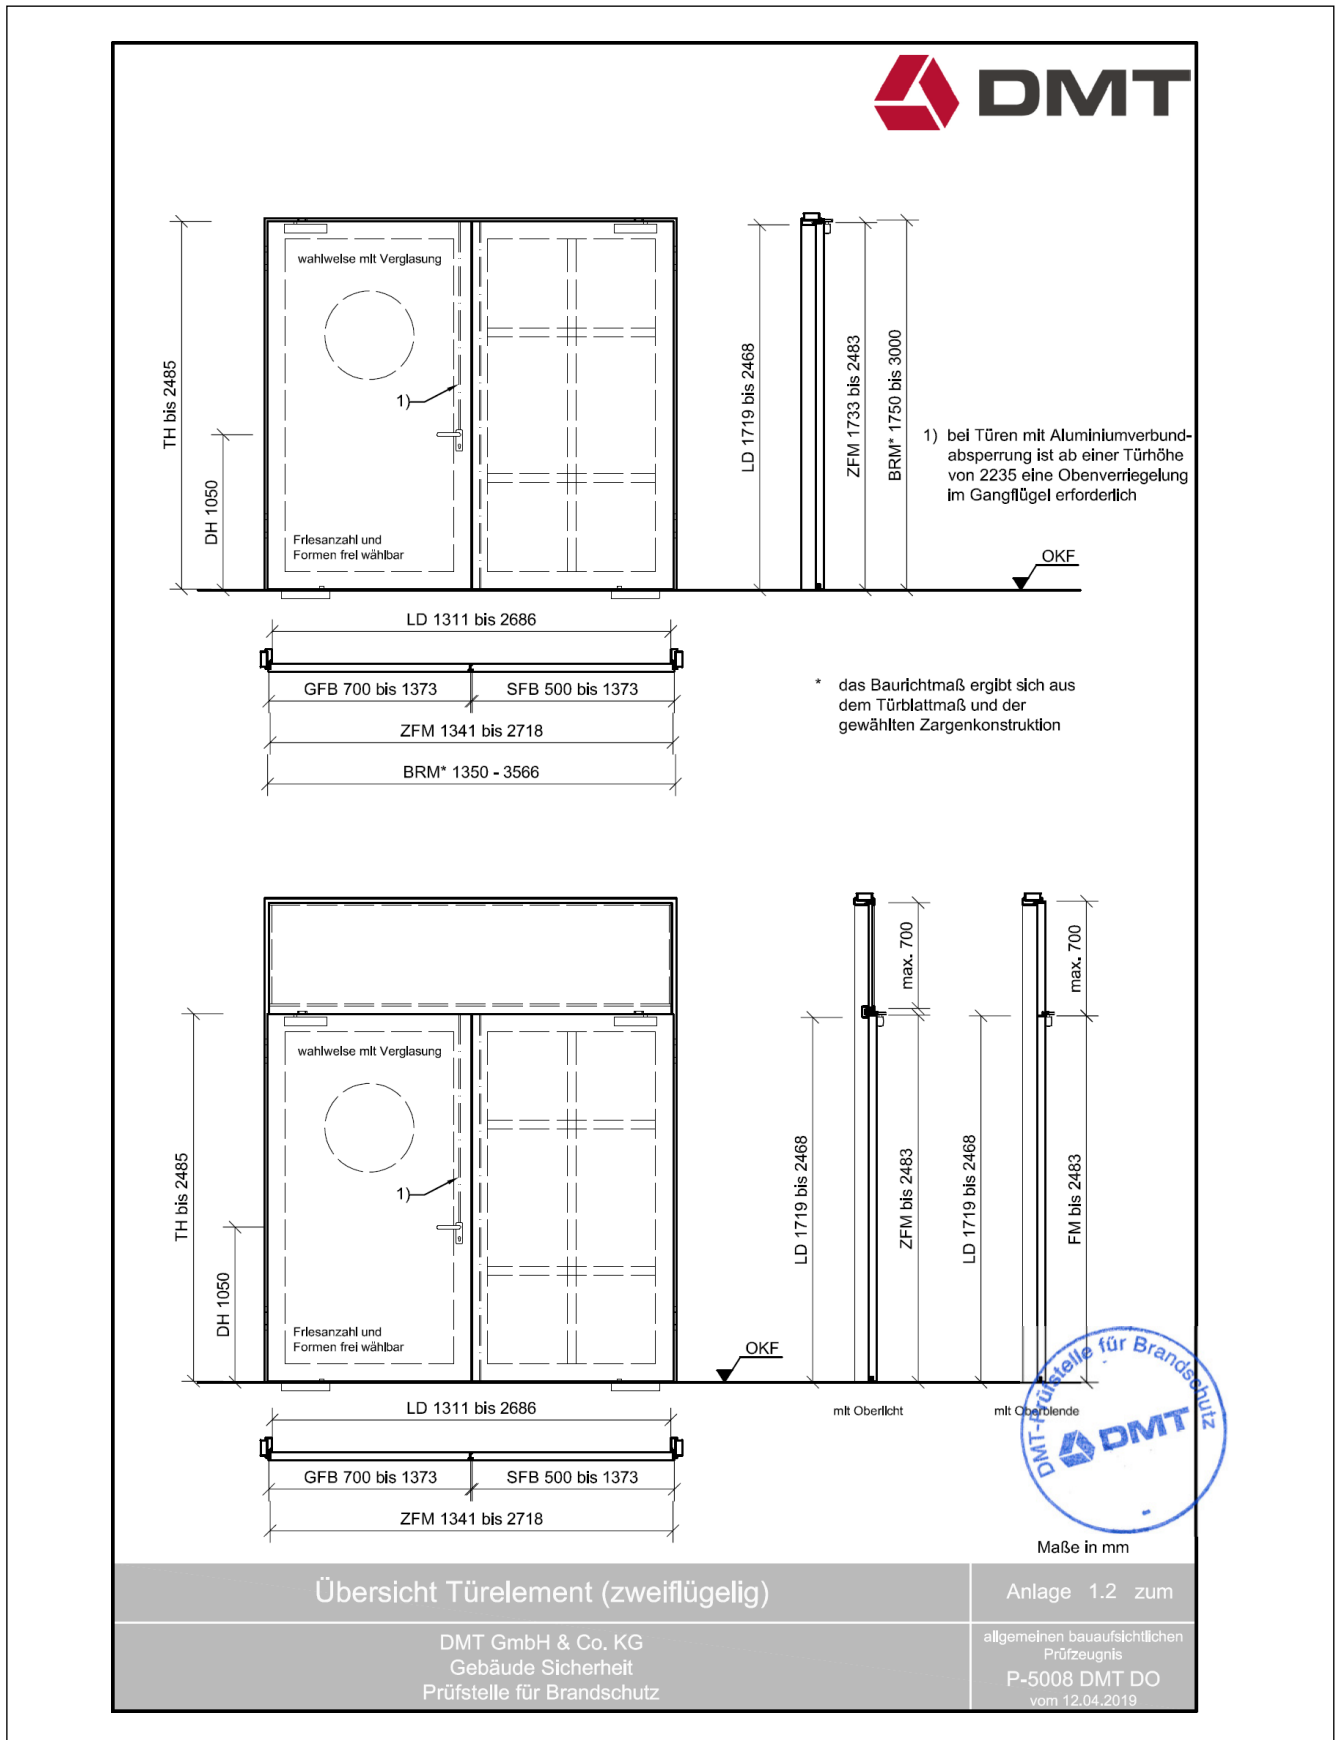 DMT
wahlweise mit Verglasung
1)
TH bis 2485
DH 1050
Friesanzahl und
Formen frei wählbar
LD 1719 bis 2468
ZFM 1733 bis 2483
BRM* 1750 bis 3000
1) bei Türen mit Aluminiumverbund-
absperrung ist ab einer Türhöhe
von 2235 eine Obenverriegelung
im Gangflügel erforderlich
OKF
LD 1311 bis 2686
GFB 700 bis 1373
SFB 500 bis 1373
ZFM 1341 bis 2718
BRM* 1350 - 3566
* das Baurichtmaß ergibt sich aus
dem Türblattmaß und der
gewählten Zargenkonstruktion
max. 700
max. 700
wahlweise mit Verglasung
1)
TH bis 2485
DH 1050
Friesanzahl und
Formen frei wählbar
LD 1719 bis 2468
ZFM bis 2483
LD 1719 bis 2468
FM bis 2483
OKF
mit Oberlicht
mit Oberblende
LD 1311 bis 2686
GFB 700 bis 1373
SFB 500 bis 1373
ZFM 1341 bis 2718
DMT-Prüfstelle für Brandschutz
DMT
Maße in mm
Übersicht Türelement (zweiflügelig)
Anlage 1.2 zum
DMT GmbH & Co. KG
Gebäude Sicherheit
Prüfstelle für Brandschutz
allgemeinen bauaufsichtlichen
Prüfzeugnis
P-5008 DMT DO
vom 12.04.2019